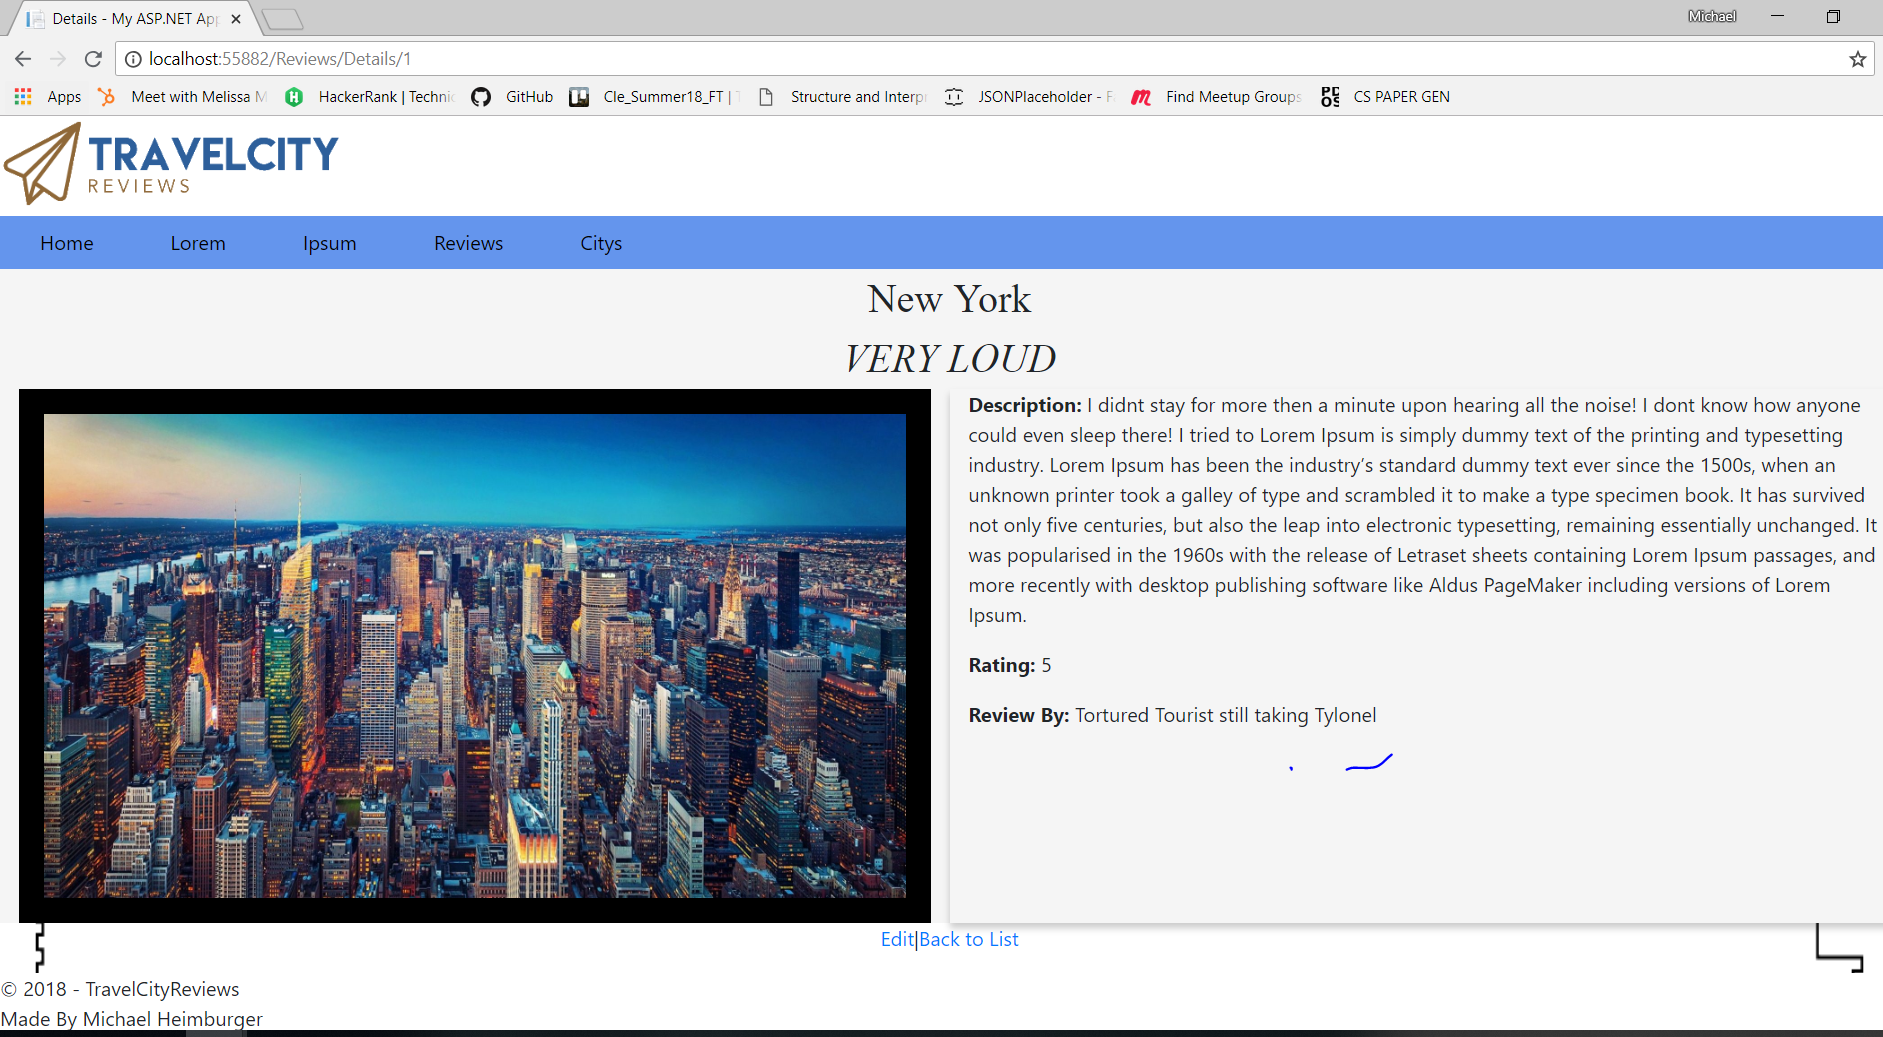 Details - My ASP.NET App
Michael
localhost:55882/Reviews/Details/1
Apps Meet with Melissa M HackerRank | Technic GitHub Cle_Summer18_FT | T Structure and Interpr JSONPlaceholder - F Find Meetup Groups PDOS CS PAPER GEN
TRAVELCITY
REVIEWS
Home Lorem Ipsum Reviews Citys
New York
VERY LOUD
Description: I didnt stay for more then a minute upon hearing all the noise! I dont know how anyone
could even sleep there! I tried to Lorem Ipsum is simply dummy text of the printing and typesetting
industry. Lorem Ipsum has been the industry’s standard dummy text ever since the 1500s, when an
unknown printer took a galley of type and scrambled it to make a type specimen book. It has survived
not only five centuries, but also the leap into electronic typesetting, remaining essentially unchanged. It
was popularised in the 1960s with the release of Letraset sheets containing Lorem Ipsum passages, and
more recently with desktop publishing software like Aldus PageMaker including versions of Lorem
Ipsum.
Rating: 5
Review By: Tortured Tourist still taking Tylonel
Edit|Back to List
© 2018 - TravelCityReviews
Made By Michael Heimburger